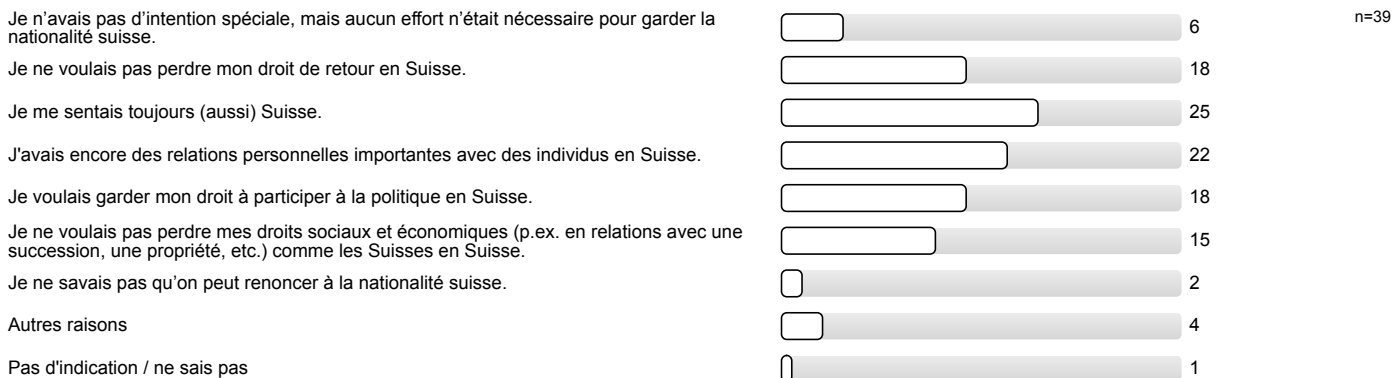 Je n’avais pas d’intention spéciale, mais aucun effort n’était nécessaire pour garder la
nationalité suisse.
6
n=39
Je ne voulais pas perdre mon droit de retour en Suisse.
18
Je me sentais toujours (aussi) Suisse.
25
J'avais encore des relations personnelles importantes avec des individus en Suisse.
22
Je voulais garder mon droit à participer à la politique en Suisse.
18
Je ne voulais pas perdre mes droits sociaux et économiques (p.ex. en relations avec une
succession, une propriété, etc.) comme les Suisses en Suisse.
15
Je ne savais pas qu’on peut renoncer à la nationalité suisse.
2
Autres raisons
4
Pas d'indication / ne sais pas
1